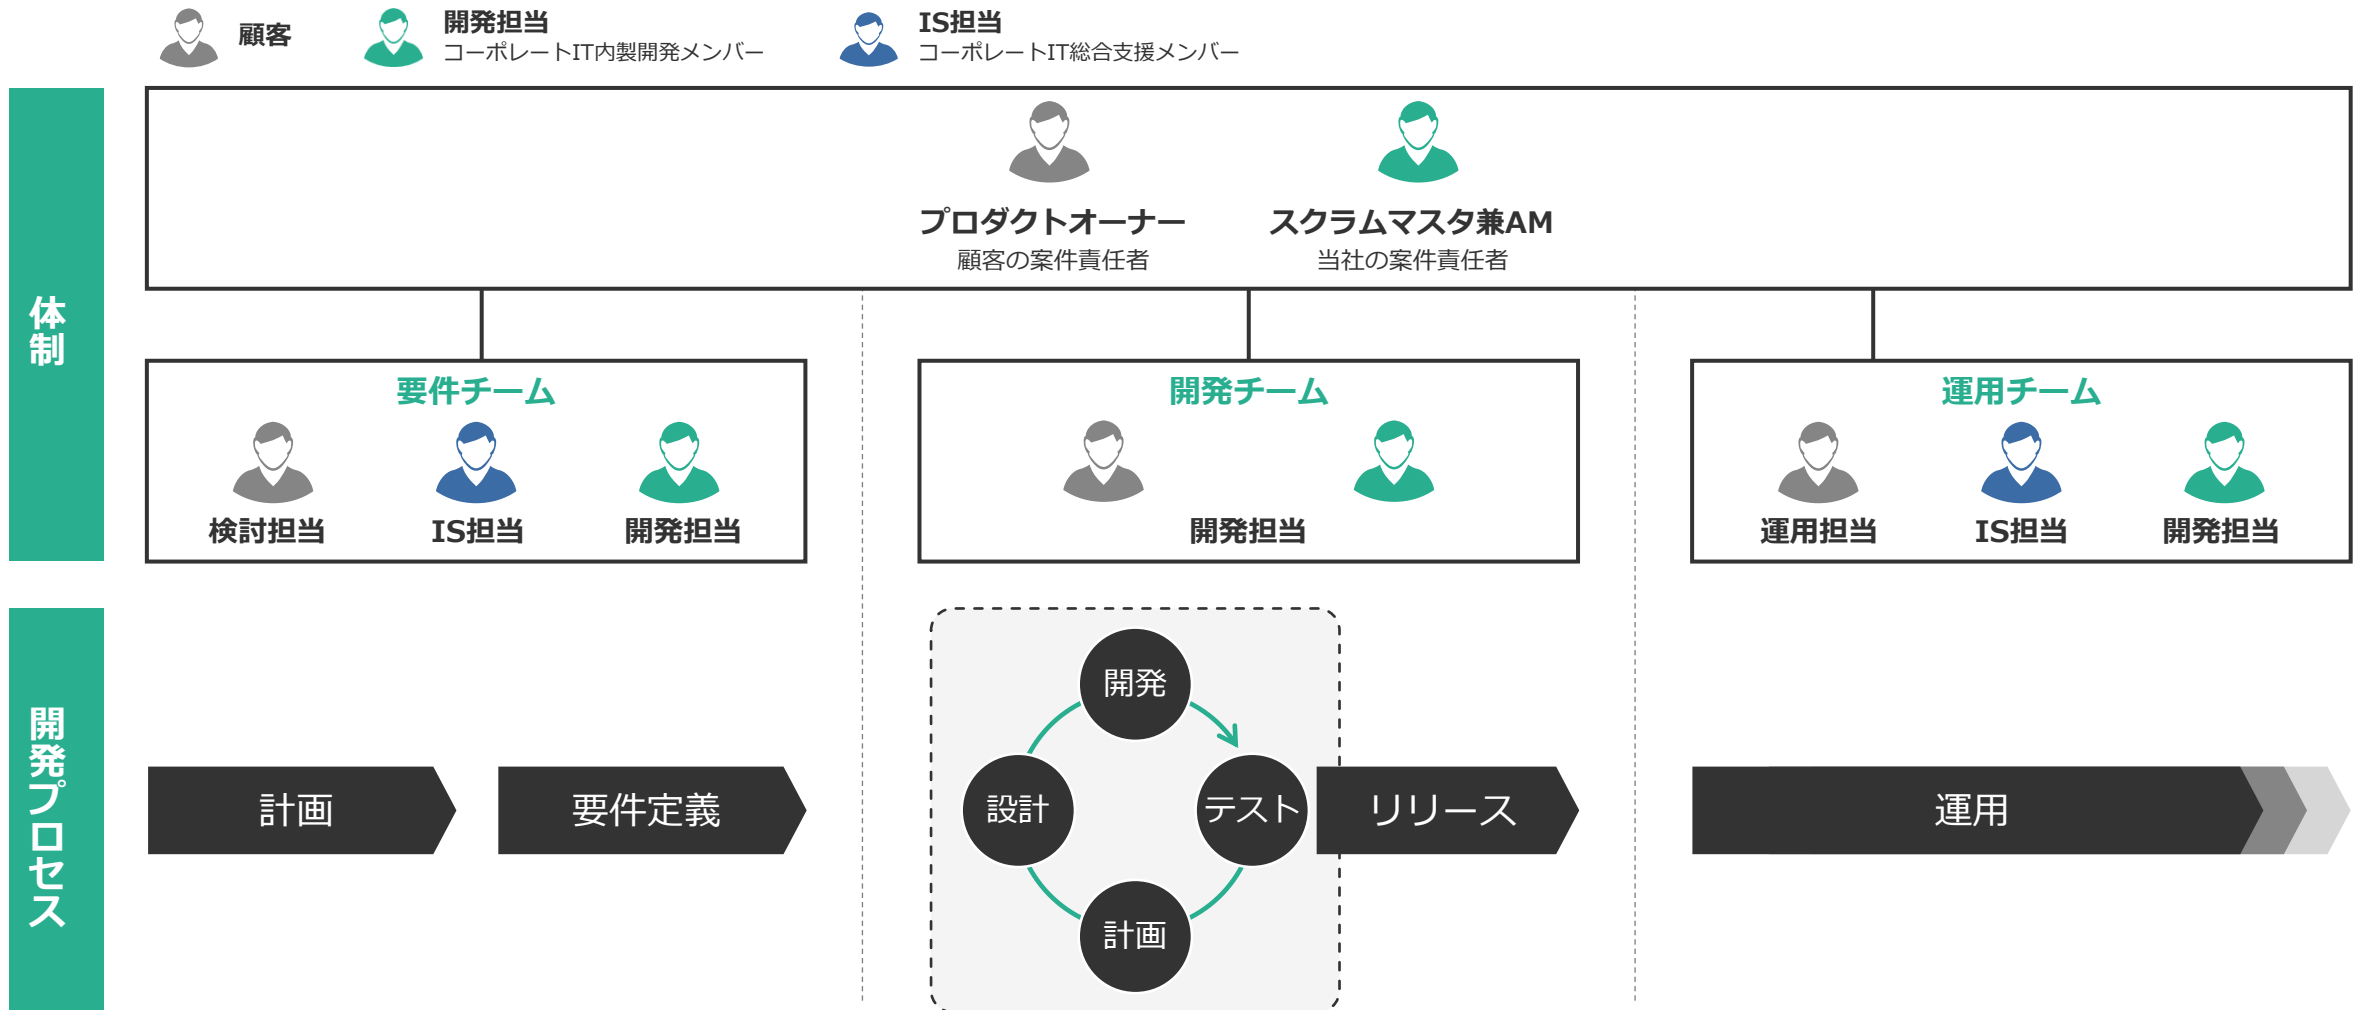 顧客
開発担当
コーポレートIT内製開発メンバー
IS担当
コーポレートIT総合支援メンバー
体制
プロダクトオーナー
顧客の案件責任者
スクラムマスタ兼AM
当社の案件責任者
要件チーム
検討担当
IS担当
開発担当
開発チーム
開発担当
運用チーム
運用担当
IS担当
開発担当
開発プロセス
計画
要件定義
開発
設計
テスト
計画
リリース
運用